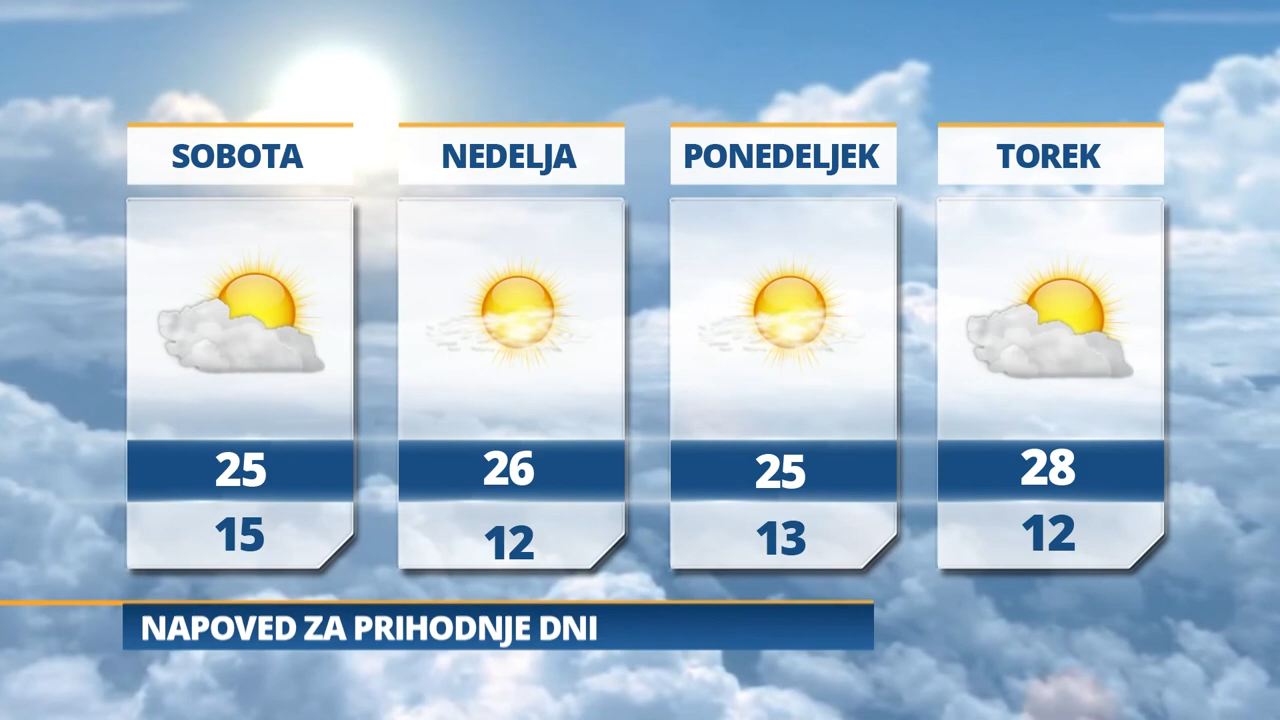 SOBOTA
NEDELJA
PONEDELJEK
TOREK
25
26
25
28
15
12
13
12
NAPOVED ZA PRIHODNJE DNI